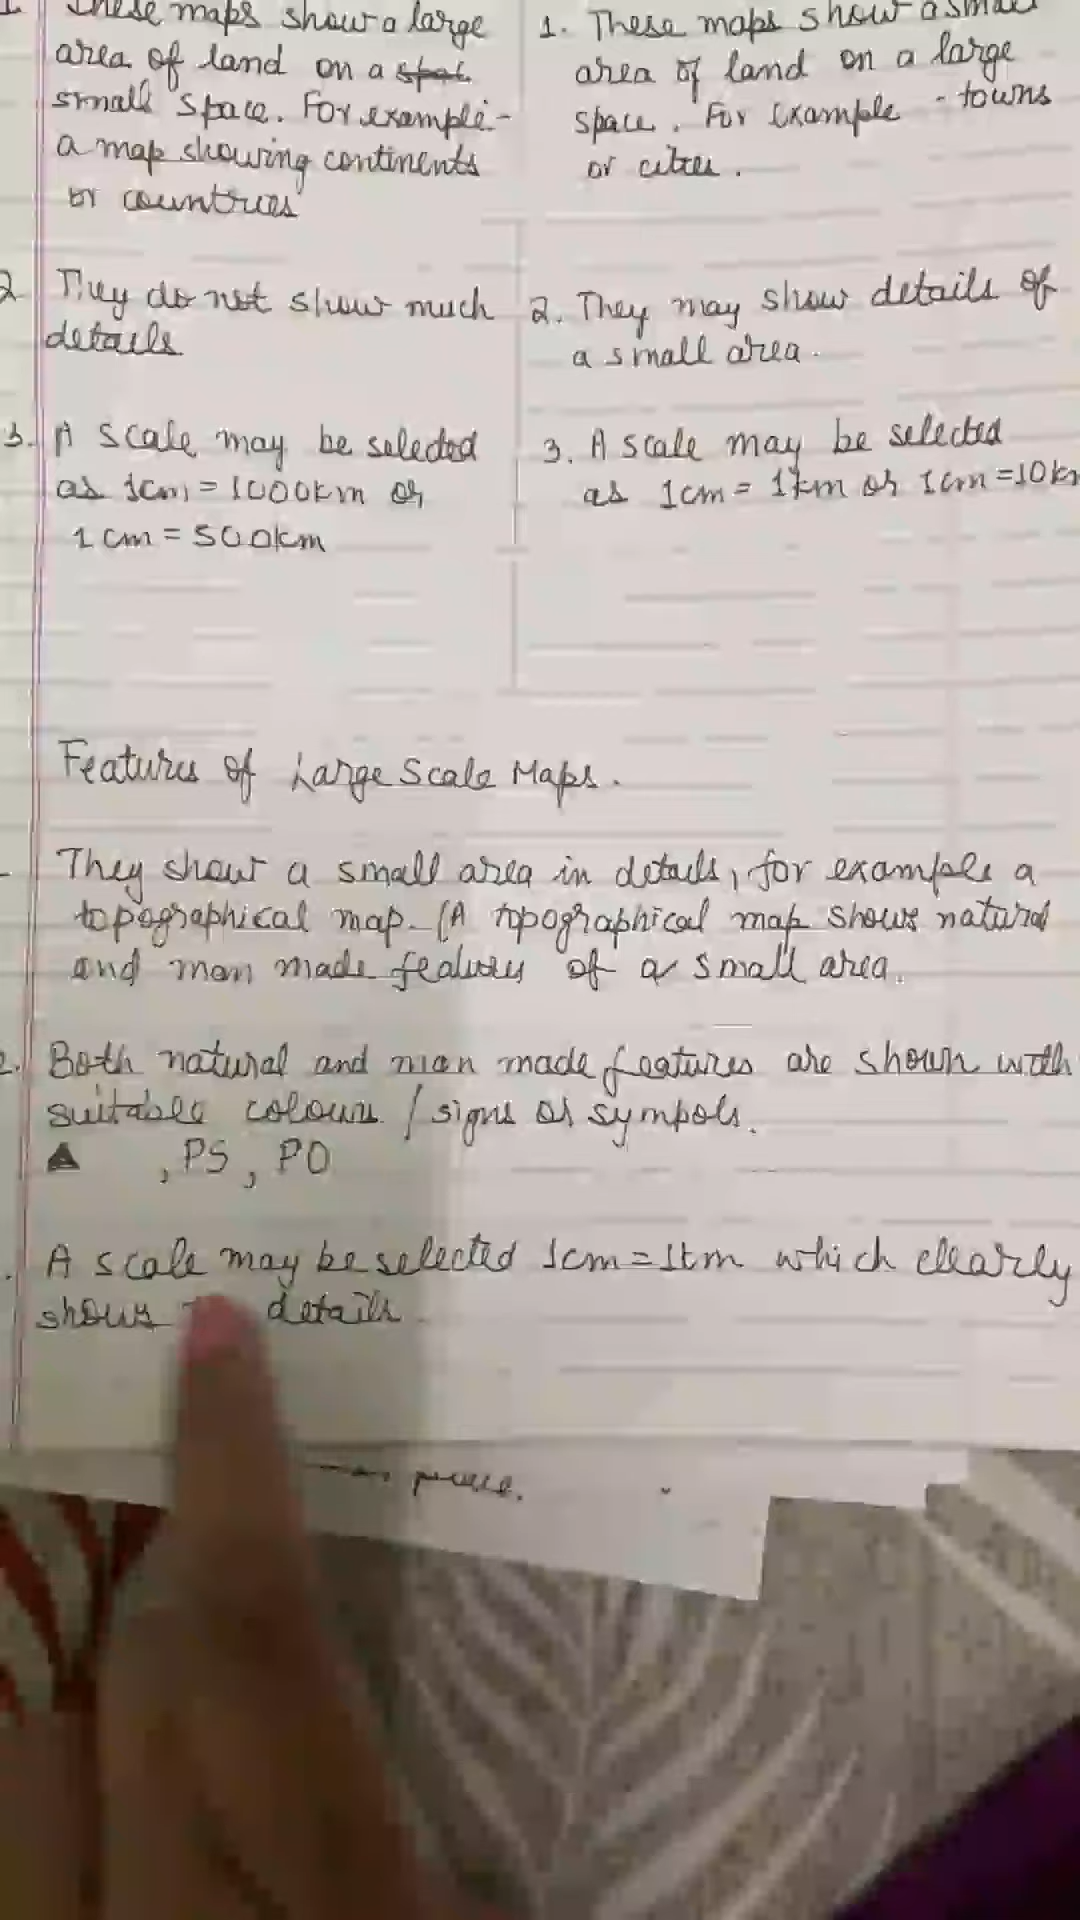 1. These maps show a large
area of land on a
small space. For example-
a map showing continents
or countries
2 They do not show much
details
3. A scale may be selected
as 1cm = 1000km or
1 cm = 500km
1. These maps show a small
area of land on a large
space. For example - towns
or cities.
2. They may show details of
a small area.
3. A scale may be selected
as 1cm = 1km or 1cm = 10km
Features of Large Scale Maps.
They show a small area in details, for example a
topographical map. (A topographical map shows natural
and man made features of a small area.
2. Both natural and man made features are shown with
suitable colours / signs or symbols.
▲ , PS, PO
. A scale may be selected 1cm = 1km which clearly
shows details.